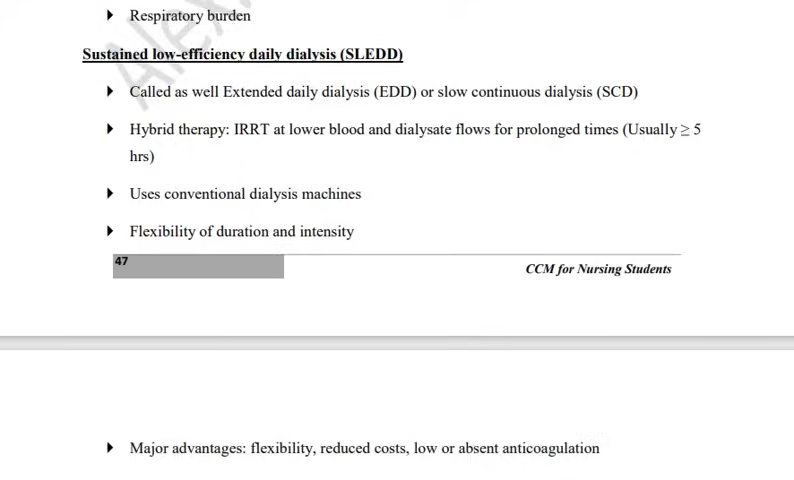 Respiratory burden
Sustained low-efficiency daily dialysis (SLEDD)
Called as well Extended daily dialysis (EDD) or slow continuous dialysis (SCD)
Hybrid therapy: IRRT at lower blood and dialysate flows for prolonged times (Usually ≥ 5
hrs)
Uses conventional dialysis machines
Flexibility of duration and intensity
47
CCM for Nursing Students
Major advantages: flexibility, reduced costs, low or absent anticoagulation